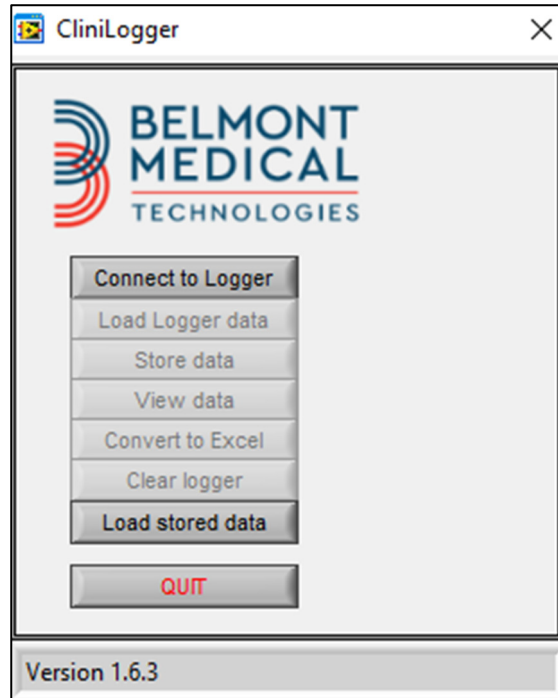 CliniLogger
BELMONT
MEDICAL
TECHNOLOGIES
Connect to Logger
Load Logger data
Store data
View data
Convert to Excel
Clear logger
Load stored data
QUIT
Version 1.6.3